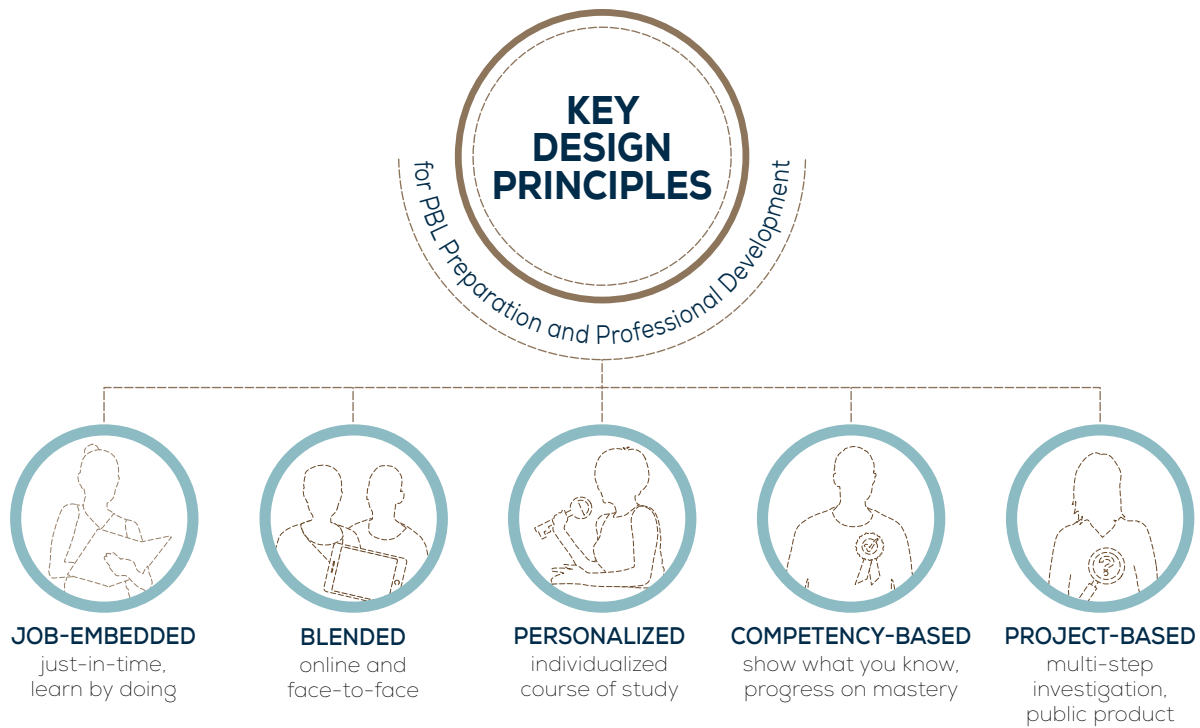 KEY
DESIGN
PRINCIPLES
for PBL Preparation and Professional Development
JOB-EMBEDDED
just-in-time,
learn by doing
BLENDED
online and
face-to-face
PERSONALIZED
individualized
course of study
COMPETENCY-BASED
show what you know,
progress on mastery
?
PROJECT-BASED
multi-step
investigation,
public product